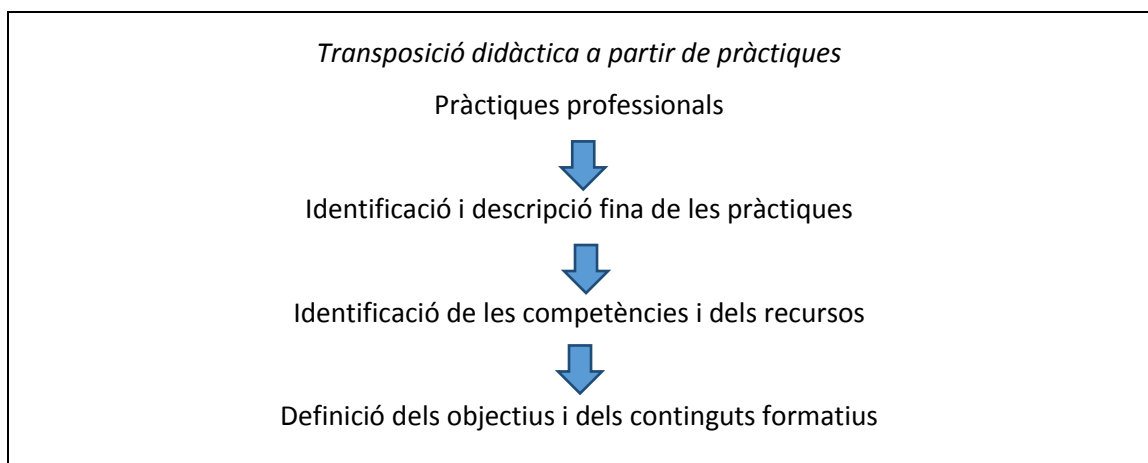 Transposició didàctica a partir de pràctiques
Pràctiques professionals
Identificació i descripció fina de les pràctiques
Identificació de les competències i dels recursos
Definició dels objectius i dels continguts formatius